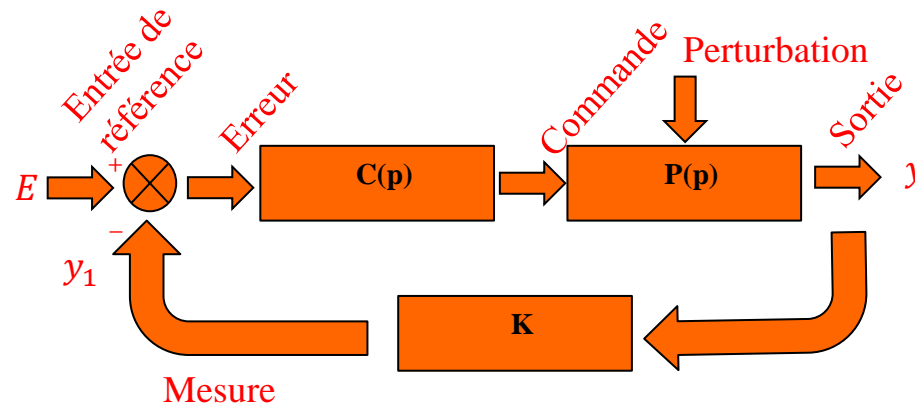 Entrée de
référence
Erreur
Commande
Perturbation
Sortie
E
+
C(p)
P(p)
y
−
y₁
K
Mesure